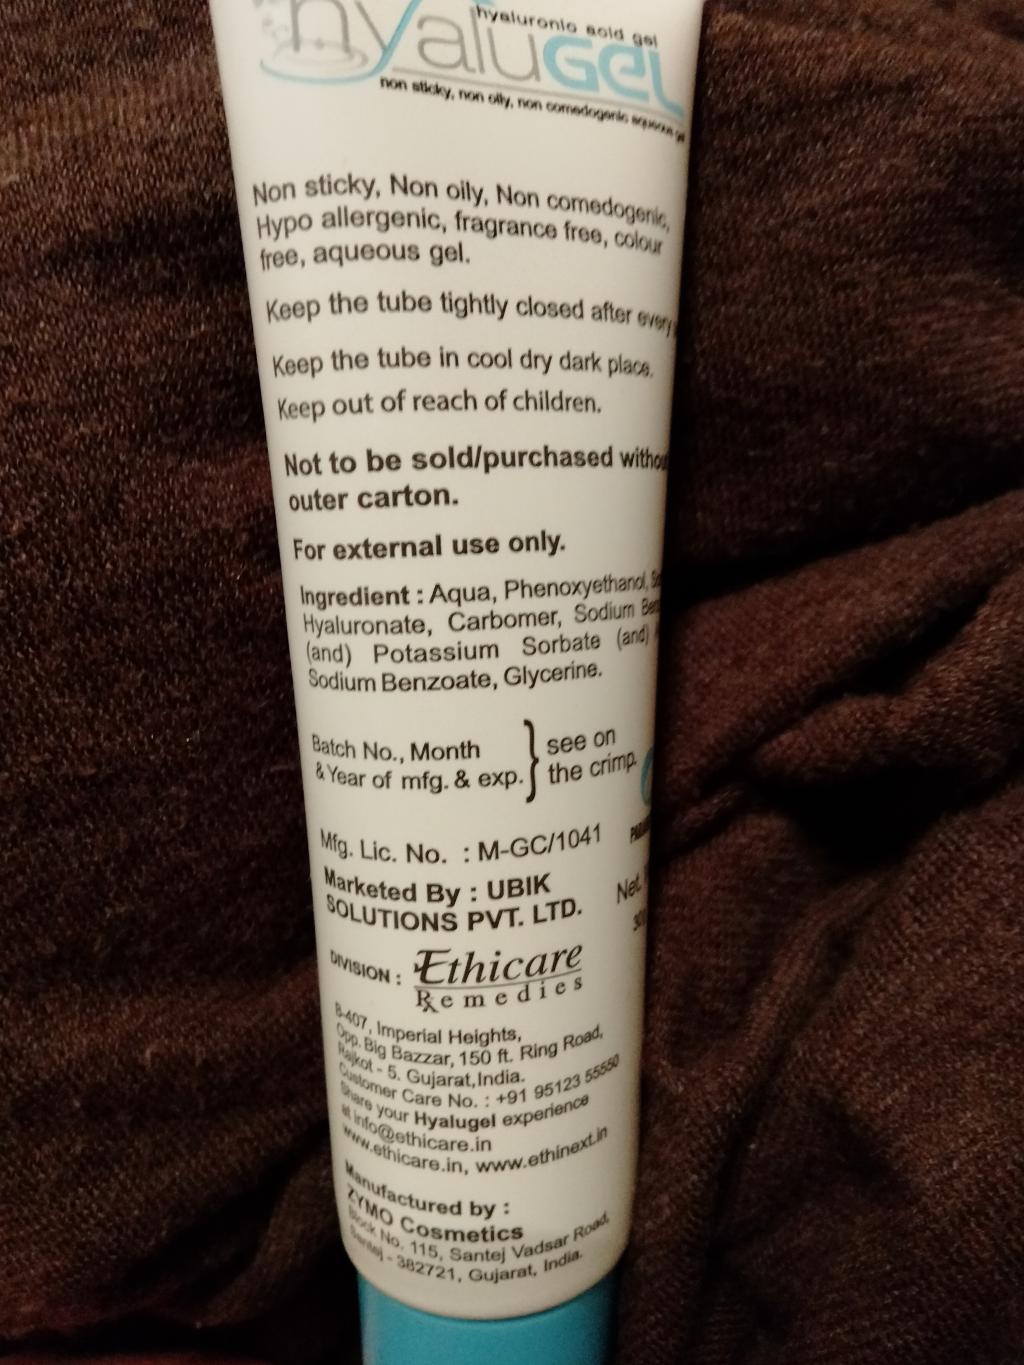 hyaluronic acid gel
hyaluGEL
non sticky, non oily, non comedogenic aqueous gel
Non sticky, Non oily, Non comedogenic,
Hypo allergenic, fragrance free, colour
free, aqueous gel.
Keep the tube tightly closed after every
Keep the tube in cool dry dark place.
Keep out of reach of children.
Not to be sold/purchased
outer carton.
For external use only.
Ingredient : Aqua, Phenoxyethanol,
Hyaluronate, Carbomer, Sodium
(and) Potassium Sorbate (and)
Sodium Benzoate, Glycerine.
Batch No., Month
& Year of mfg. & exp. } see on
the crimp.
Mfg. Lic. No. : M-GC/1041
Marketed By : UBIK
SOLUTIONS PVT. LTD.
Net.
DIVISION : Ethicare
Remedies
B-407, Imperial Heights,
Opp. Big Bazzar, 150 ft. Ring Road,
Rajkot - 5. Gujarat,India.
Customer Care No. : +91 95123 55550
Share your Hyalugel experience
at info@ethicare.in
www.ethicare.in, www.ethinext.in
Manufactured by :
ZYMO Cosmetics
Block No. 115, Santej Vadsar Road,
Santej - 382721, Gujarat, India.